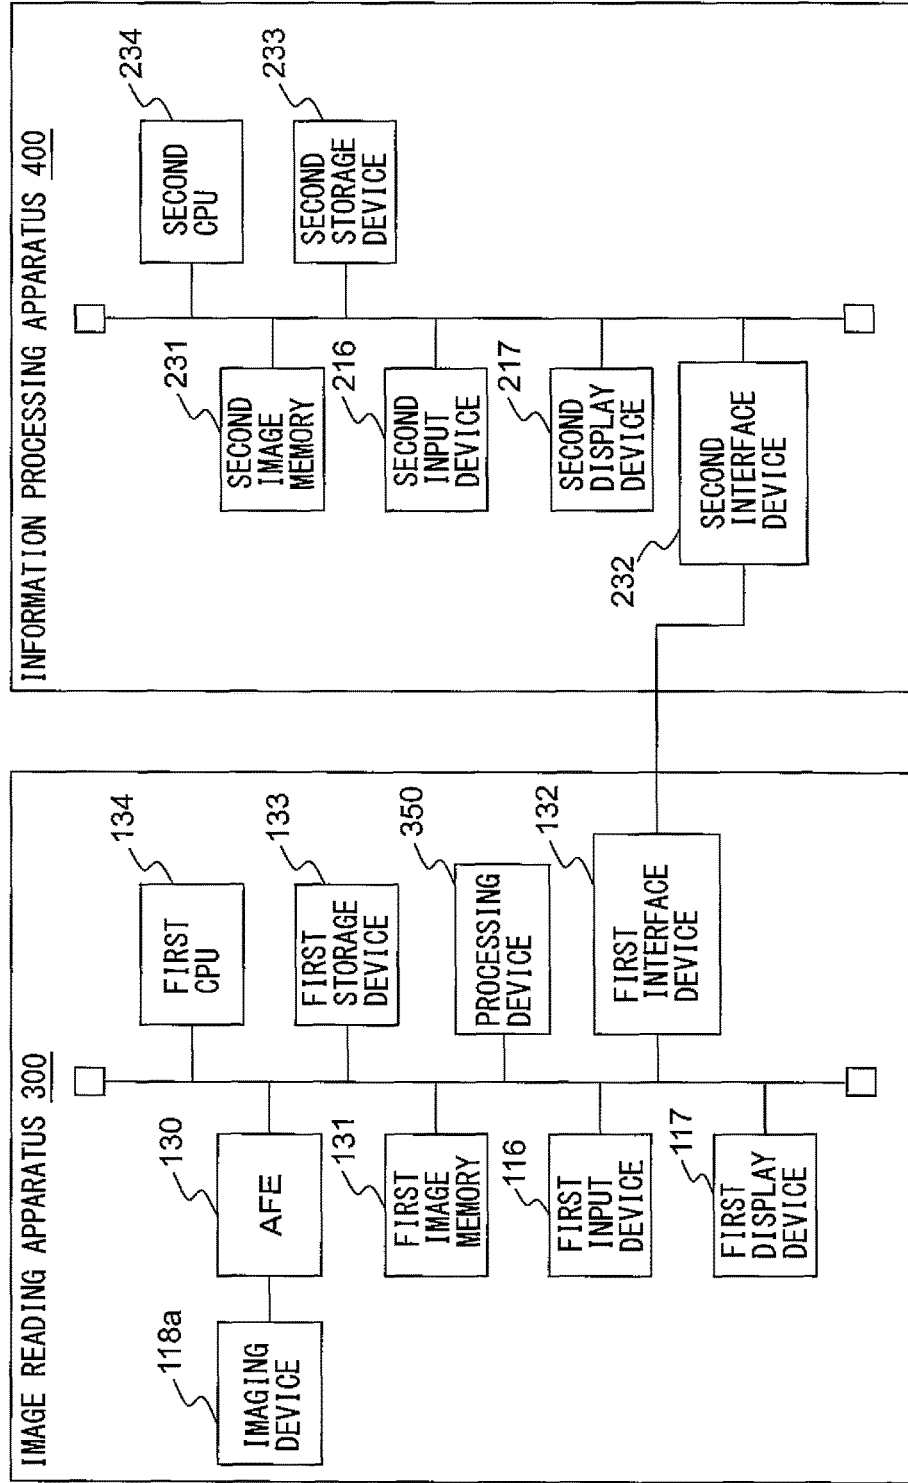 IMAGE READING APPARATUS 300
118a
IMAGING
DEVICE
130
AFE
134
FIRST
CPU
131
FIRST
IMAGE
MEMORY
133
FIRST
STORAGE
DEVICE
116
FIRST
INPUT
DEVICE
350
PROCESSING
DEVICE
117
FIRST
DISPLAY
DEVICE
132
FIRST
INTERFACE
DEVICE
INFORMATION PROCESSING APPARATUS 400
231
SECOND
IMAGE
MEMORY
234
SECOND
CPU
216
SECOND
INPUT
DEVICE
233
SECOND
STORAGE
DEVICE
217
SECOND
DISPLAY
DEVICE
232
SECOND
INTERFACE
DEVICE